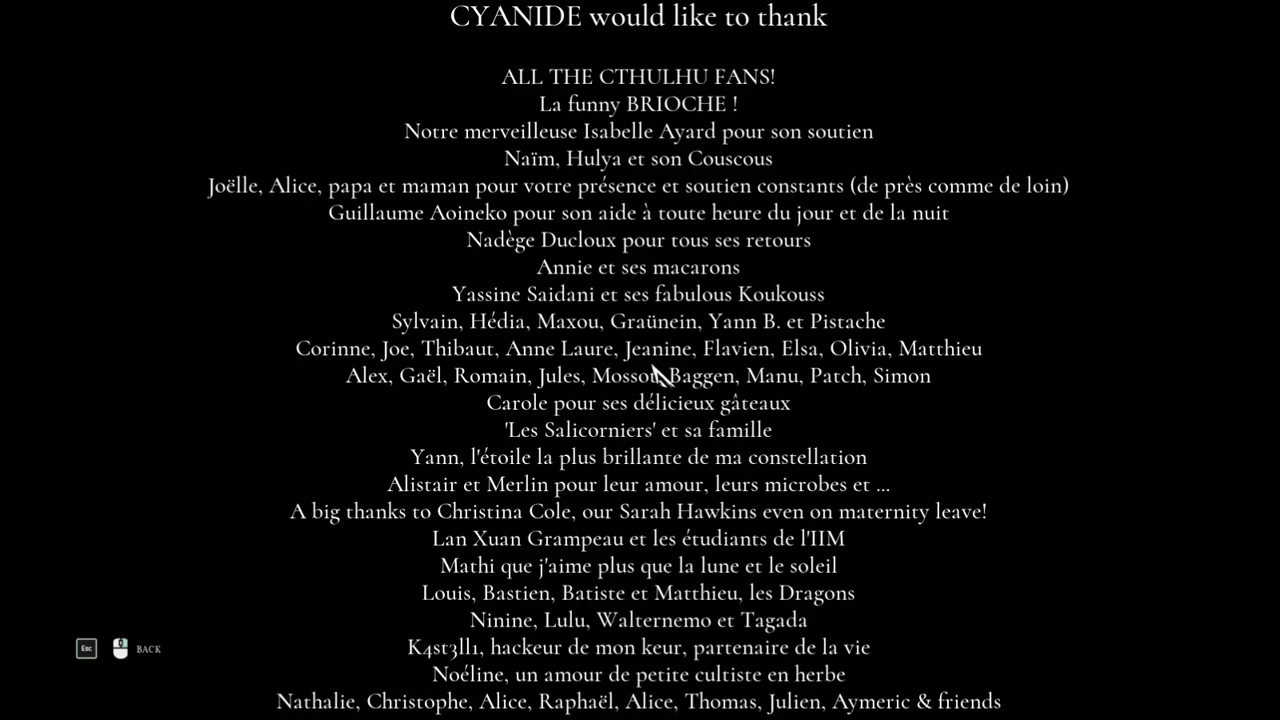 CYANIDE would like to thank
ALL THE CTHULHU FANS!
La funny BRIOCHE !
Notre merveilleuse Isabelle Ayard pour son soutien
Naïm, Hulya et son Couscous
Joëlle, Alice, papa et maman pour votre présence et soutien constants (de près comme de loin)
Guillaume Aoineko pour son aide à toute heure du jour et de la nuit
Nadège Ducloux pour tous ses retours
Annie et ses macarons
Yassine Saidani et ses fabulous Koukouss
Sylvain, Hédia, Maxou, Graünein, Yann B. et Pistache
Corinne, Joe, Thibaut, Anne Laure, Jeanine, Flavien, Elsa, Olivia, Matthieu
Alex, Gaël, Romain, Jules, Baggen, Manu, Patch, Simon
Carole pour ses délicieux gâteaux
'Les Salicorniers' et sa famille
Yann, l'étoile la plus brillante de ma constellation
Alistair et Merlin pour leur amour, leurs microbes et ...
A big thanks to Christina Cole, our Sarah Hawkins even on maternity leave!
Lan Xuan Grampeau et les étudiants de l'IIM
Mathi que j'aime plus que la lune et le soleil
Louis, Bastien, Batiste et Matthieu, les Dragons
Ninine, Lulu, Walternemo et Tagada
K4st3ll1, hackeur de mon keur, partenaire de la vie
Esc BACK
Noéline, un amour de petite cultiste en herbe
Nathalie, Christophe, Alice, Raphaël, Alice, Thomas, Julien, Aymeric & friends